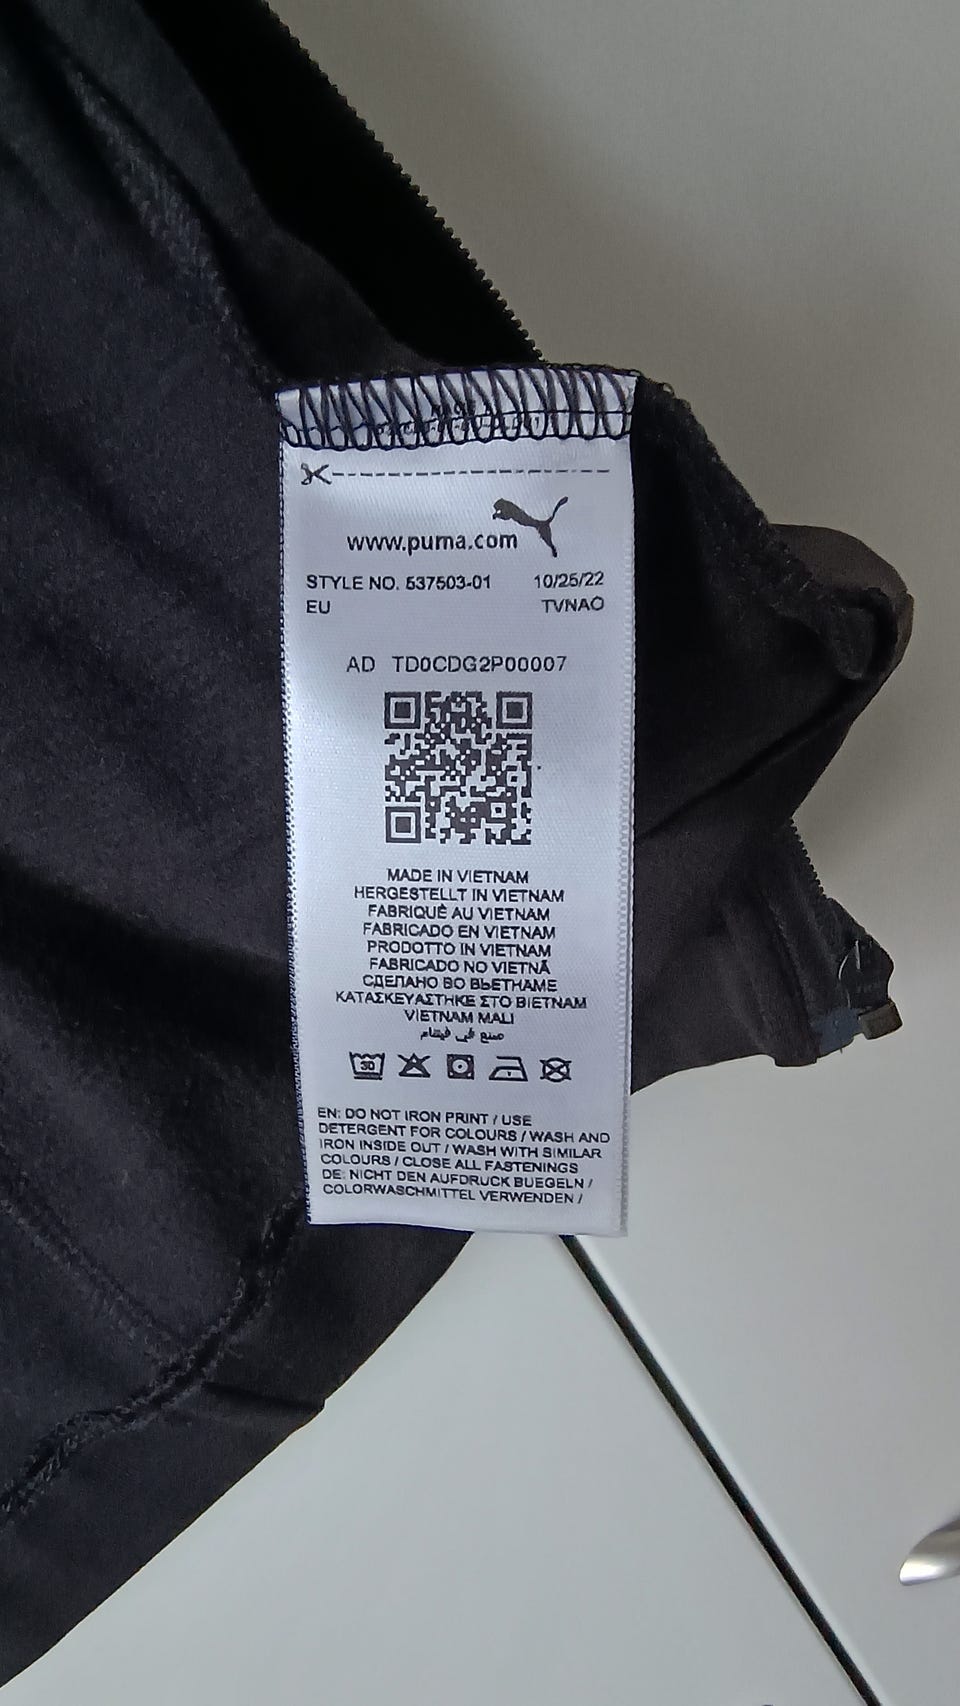 www.puma.com
STYLE NO. 537503-01 10/25/22
EU TVNAO
AD TD0CDG2P00007
MADE IN VIETNAM
HERGESTELLT IN VIETNAM
FABRIQUÉ AU VIETNAM
FABRICADO EN VIETNAM
PRODOTTO IN VIETNAM
FABRICADO NO VIETNÃ
СДЕЛАНО ВО ВЬЕТНАМЕ
ΚΑΤΑΣΚΕΥΑΣΤΗΚΕ ΣΤΟ ΒΙΕΤΝΑΜ
VIETNAM MALI
صنع في فيتنام
30
EN: DO NOT IRON PRINT / USE
DETERGENT FOR COLOURS / WASH AND
IRON INSIDE OUT / WASH WITH SIMILAR
COLOURS / CLOSE ALL FASTENINGS
DE: NICHT DEN AUFDRUCK BUEGELN /
COLORWASCHMITTEL VERWENDEN /